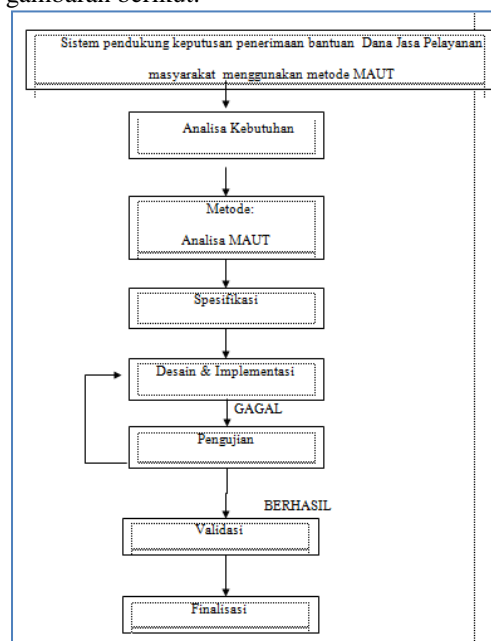 gambaran berikut.
Sistem pendukung keputusan penerimaan bantuan Dana Jasa Pelayanan
masyarakat menggunakan metode MAUT
Analisa Kebutuhan
Metode:
Analisa MAUT
Spesifikasi
Desain & Implementasi
GAGAL
Pengujian
BERHASIL
Validasi
Finalisasi